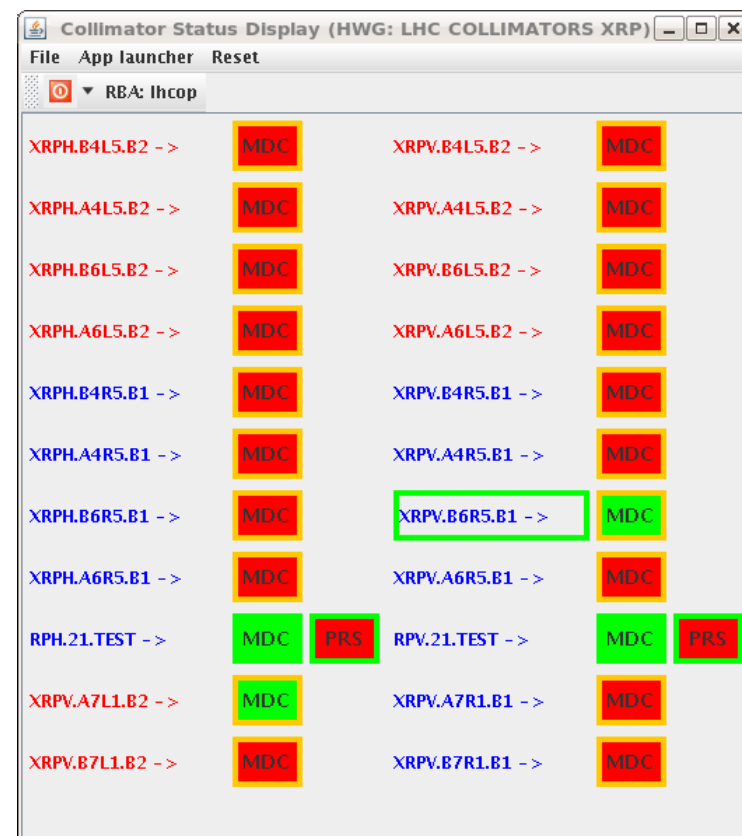 Collimator Status Display (HWG: LHC COLLIMATORS XRP)
File App launcher Reset
RBA: lhcop
XRPH.B4L5.B2 -> MDC XRPV.B4L5.B2 -> MDC
XRPH.A4L5.B2 -> MDC XRPV.A4L5.B2 -> MDC
XRPH.B6L5.B2 -> MDC XRPV.B6L5.B2 -> MDC
XRPH.A6L5.B2 -> MDC XRPV.A6L5.B2 -> MDC
XRPH.B4R5.B1 -> MDC XRPV.B4R5.B1 -> MDC
XRPH.A4R5.B1 -> MDC XRPV.A4R5.B1 -> MDC
XRPH.B6R5.B1 -> MDC XRPV.B6R5.B1 -> MDC
XRPH.A6R5.B1 -> MDC XRPV.A6R5.B1 -> MDC
RPH.21.TEST -> MDC PRS RPV.21.TEST -> MDC PRS
XRPV.A7L1.B2 -> MDC XRPV.A7R1.B1 -> MDC
XRPV.B7L1.B2 -> MDC XRPV.B7R1.B1 -> MDC